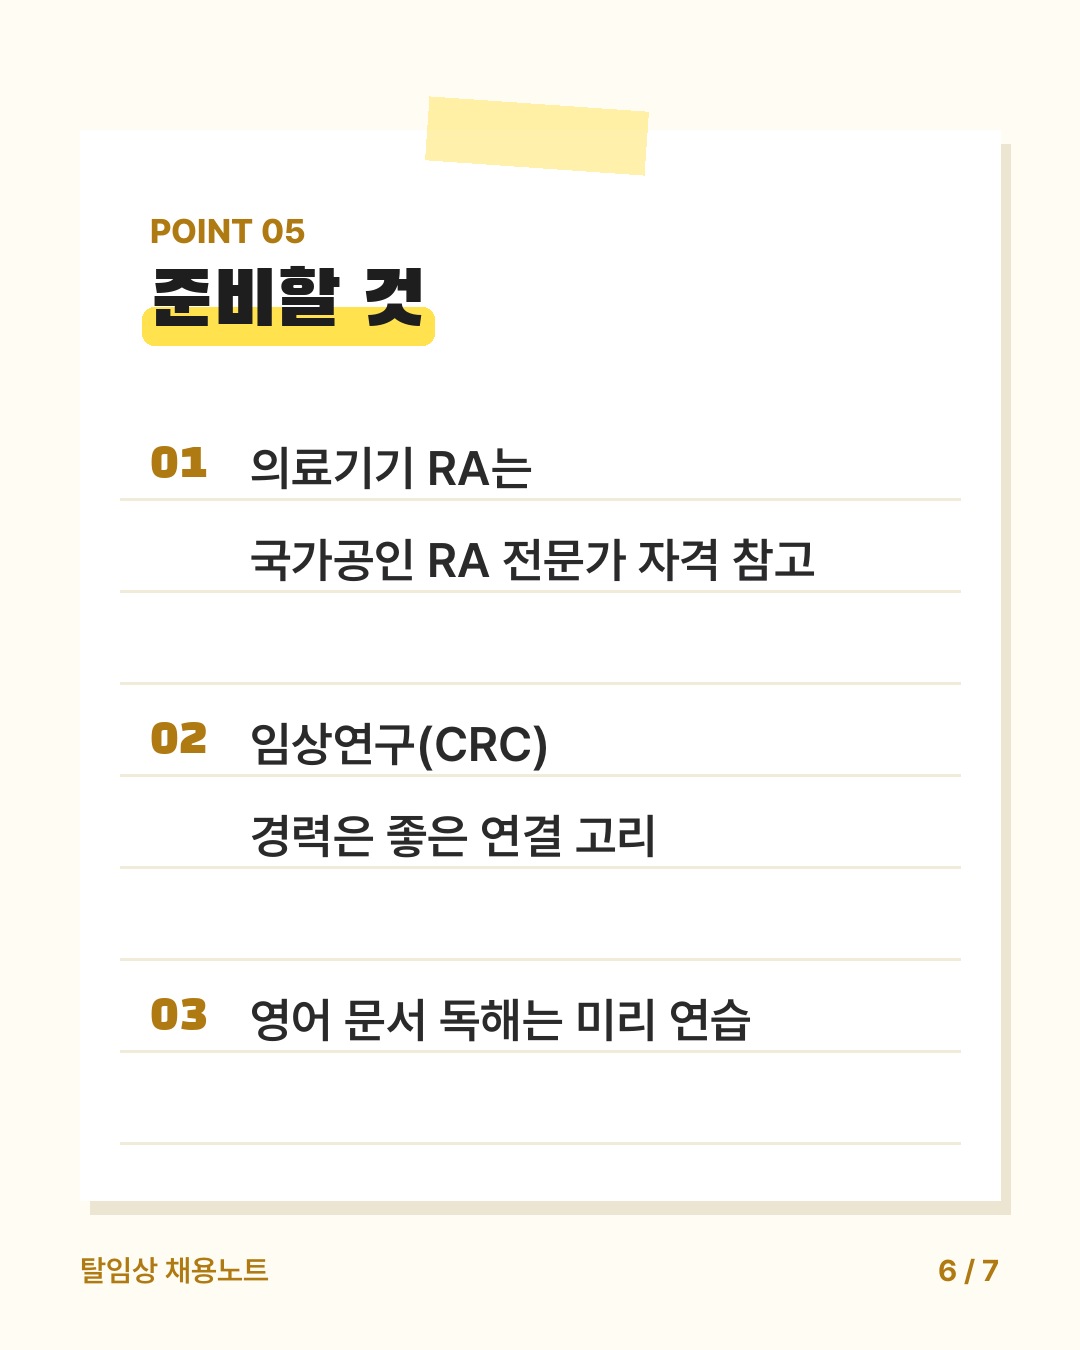 POINT 05
준비할 것
01 의료기기 RA는
국가공인 RA 전문가 자격 참고
02 임상연구(CRC)
경력은 좋은 연결 고리
03 영어 문서 독해는 미리 연습
탈임상 채용노트
6 / 7